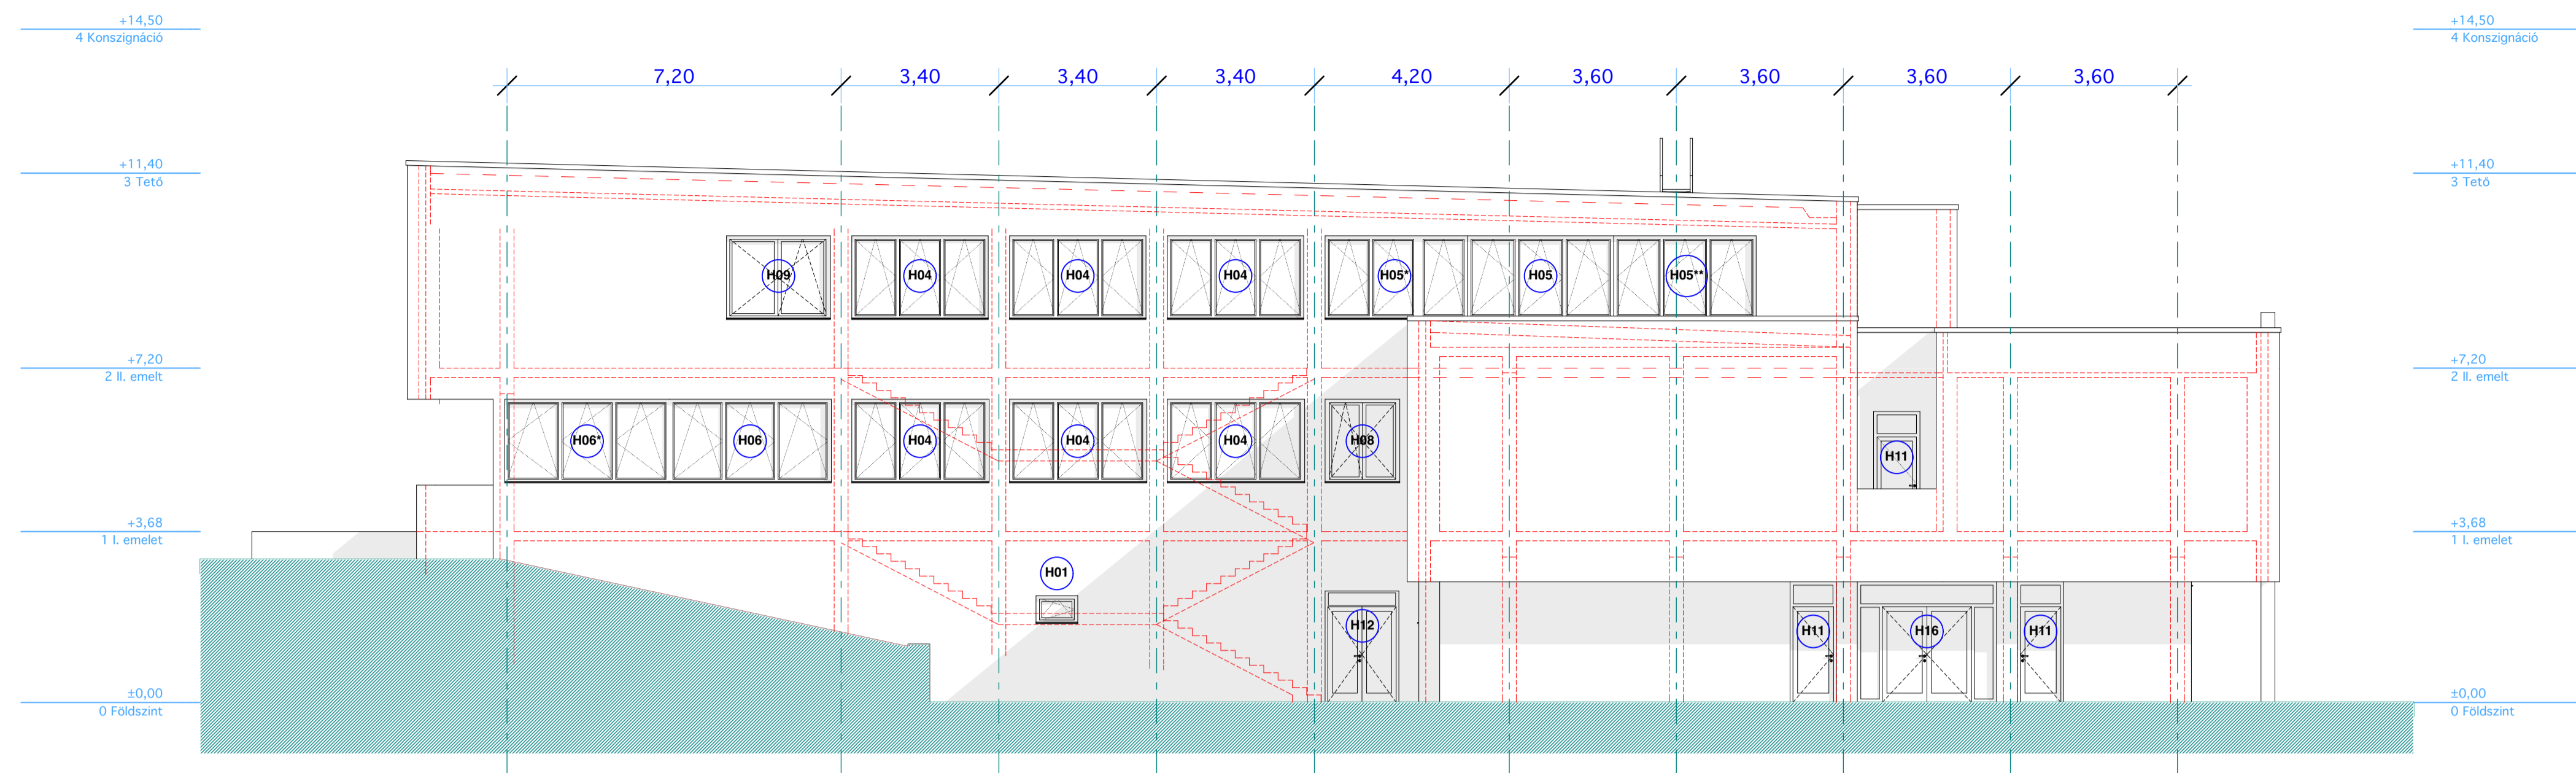 +14,50
4 Konszignáció
+14,50
4 Konszignáció
7,20 3,40 3,40 3,40 4,20 3,60 3,60 3,60 3,60
+11,40
3 Tető
+11,40
3 Tető
H09 H04 H04 H04 H05* H05 H05**
+7,20
2 II. emelt
+7,20
2 II. emelt
H06* H06 H04 H04 H04 H08
H11
+3,68
1 I. emelet
+3,68
1 I. emelet
H01
H12 H11 H16 H11
±0,00
0 Földszint
±0,00
0 Földszint